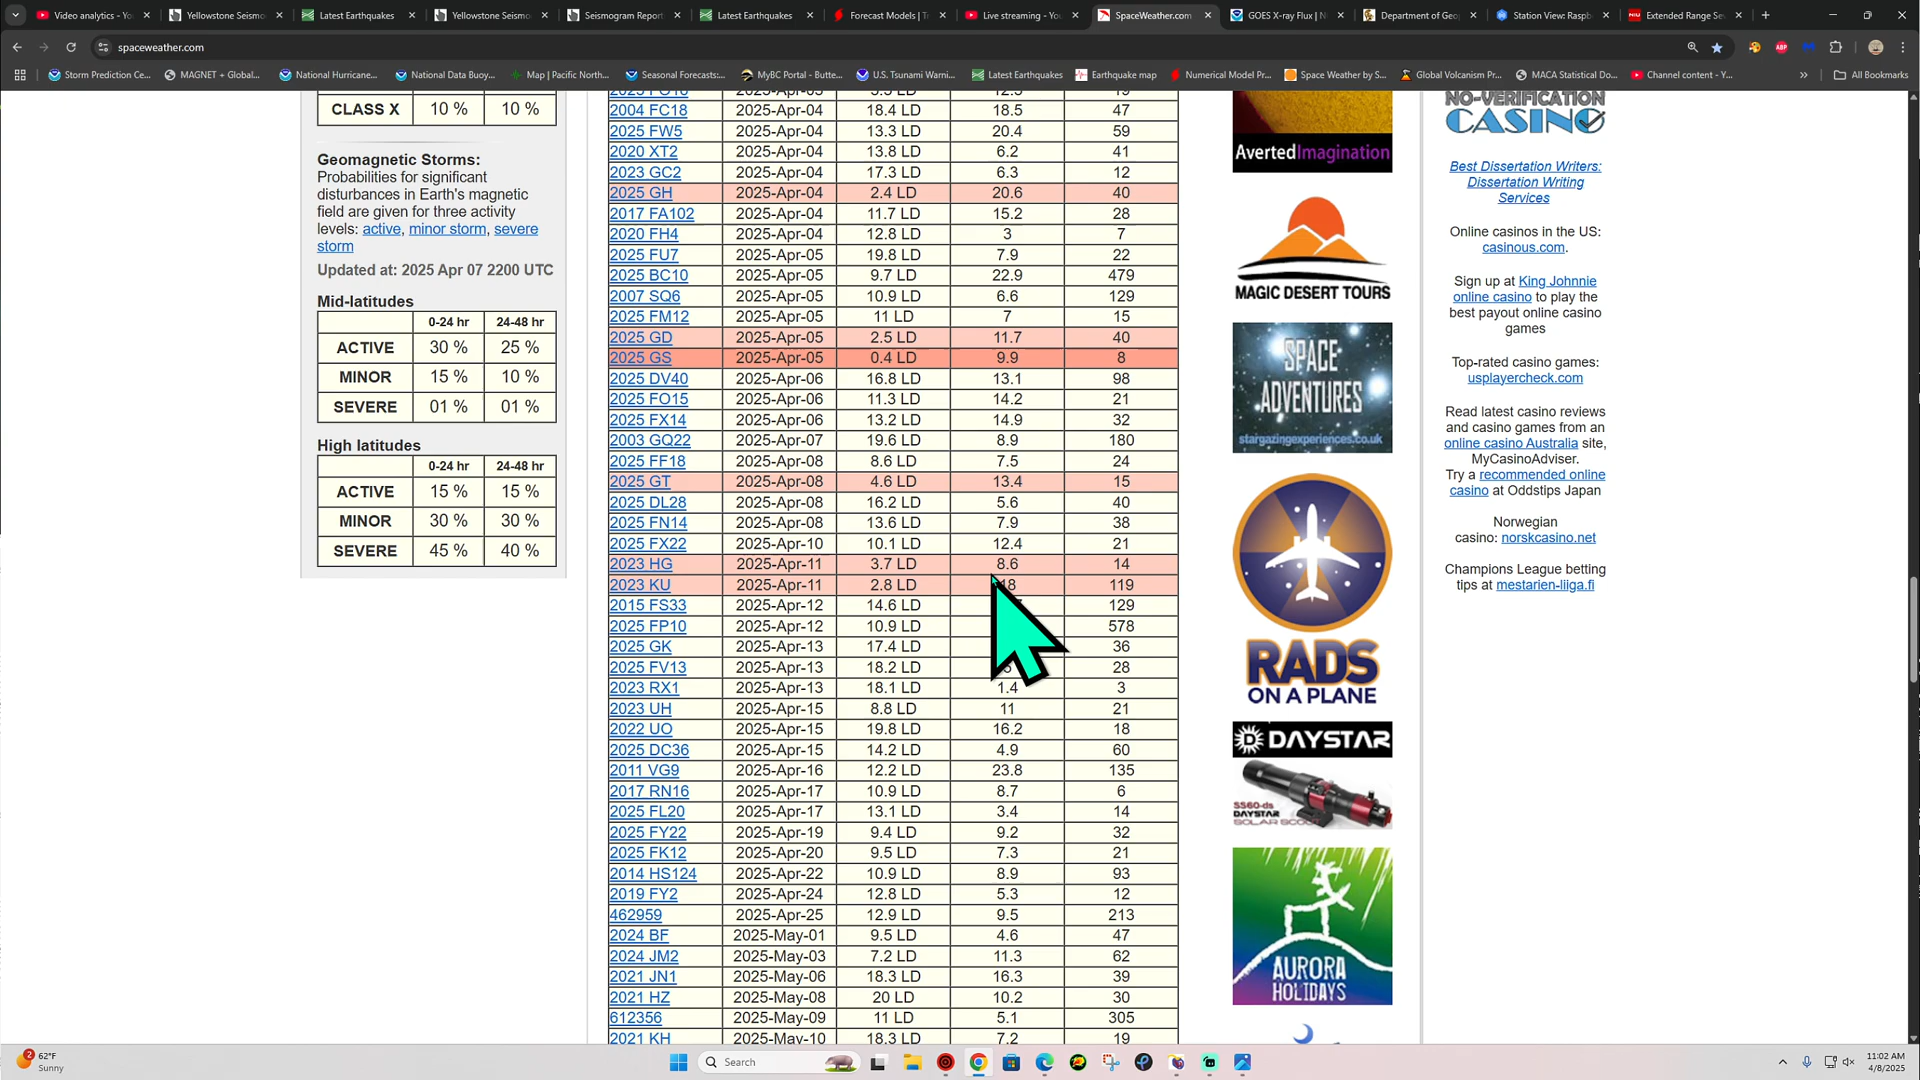 Video analytics - Yo
Yellowstone Seismo
Latest Earthquakes
Yellowstone Seismo
Seismogram Report
Latest Earthquakes
Forecast Models | T
Live streaming - You
SpaceWeather.com
GOES X-ray Flux | N
Department of Geo
Station View: Raspb
Extended Range Se
spaceweather.com
Storm Prediction Ce...
MAGNET + Global...
National Hurricane...
National Data Buoy...
Map | Pacific North...
Seasonal Forecasts:...
MyBC Portal - Butte...
U.S. Tsunami Warni...
Latest Earthquakes
Earthquake map
Numerical Model Pr...
Space Weather by S...
Global Volcanism Pr...
MACA Statistical Do...
Channel content - Y...
All Bookmarks
CLASS X 10 % 10 %
Geomagnetic Storms:
Probabilities for significant
disturbances in Earth's magnetic
field are given for three activity
levels: active, minor storm, severe
storm
Updated at: 2025 Apr 07 2200 UTC
Mid-latitudes
0-24 hr 24-48 hr
ACTIVE 30 % 25 %
MINOR 15 % 10 %
SEVERE 01 % 01 %
High latitudes
0-24 hr 24-48 hr
ACTIVE 15 % 15 %
MINOR 30 % 30 %
SEVERE 45 % 40 %
2004 FC18 2025-Apr-04 18.4 LD 18.5 47
2025 FW5 2025-Apr-04 13.3 LD 20.4 59
2020 XT2 2025-Apr-04 13.8 LD 6.2 41
2023 GC2 2025-Apr-04 17.3 LD 6.3 12
2025 GH 2025-Apr-04 2.4 LD 20.6 40
2017 FA102 2025-Apr-04 11.7 LD 15.2 28
2020 FH4 2025-Apr-04 12.8 LD 3 7
2025 FU7 2025-Apr-05 19.8 LD 7.9 22
2025 BC10 2025-Apr-05 9.7 LD 22.9 479
2007 SQ6 2025-Apr-05 10.9 LD 6.6 129
2025 FM12 2025-Apr-05 11 LD 7 15
2025 GD 2025-Apr-05 2.5 LD 11.7 40
2025 GS 2025-Apr-05 0.4 LD 9.9 8
2025 DV40 2025-Apr-06 16.8 LD 13.1 98
2025 FO15 2025-Apr-06 11.3 LD 14.2 21
2025 FX14 2025-Apr-06 13.2 LD 14.9 32
2003 GQ22 2025-Apr-07 19.6 LD 8.9 180
2025 FF18 2025-Apr-08 8.6 LD 7.5 24
2025 GT 2025-Apr-08 4.6 LD 13.4 15
2025 DL28 2025-Apr-08 16.2 LD 5.6 40
2025 FN14 2025-Apr-08 13.6 LD 7.9 38
2025 FX22 2025-Apr-10 10.1 LD 12.4 21
2023 HG 2025-Apr-11 3.7 LD 8.6 14
2023 KU 2025-Apr-11 2.8 LD 18 119
2015 FS33 2025-Apr-12 14.6 LD 129
2025 FP10 2025-Apr-12 10.9 LD 578
2025 GK 2025-Apr-13 17.4 LD 36
2025 FV13 2025-Apr-13 18.2 LD 28
2023 RX1 2025-Apr-13 18.1 LD 1.4 3
2023 UH 2025-Apr-15 8.8 LD 11 21
2022 UO 2025-Apr-15 19.8 LD 16.2 18
2025 DC36 2025-Apr-15 14.2 LD 4.9 60
2011 VG9 2025-Apr-16 12.2 LD 23.8 135
2017 RN16 2025-Apr-17 10.9 LD 8.7 6
2025 FL20 2025-Apr-17 13.1 LD 3.4 14
2025 FY22 2025-Apr-19 9.4 LD 9.2 32
2025 FK12 2025-Apr-20 9.5 LD 7.3 21
2014 HS124 2025-Apr-22 10.9 LD 8.9 93
2019 FY2 2025-Apr-24 12.8 LD 5.3 12
462959 2025-Apr-25 12.9 LD 9.5 213
2024 BF 2025-May-01 9.5 LD 4.6 47
2024 JM2 2025-May-03 7.2 LD 11.3 62
2021 JN1 2025-May-06 18.3 LD 16.3 39
2021 HZ 2025-May-08 20 LD 10.2 30
612356 2025-May-09 11 LD 5.1 305
2021 KH 2025-May-10 18.3 LD 7.2 19
AvertedImagination
MAGIC DESERT TOURS
SPACE
ADVENTURES
stargazingexperiences.co.uk
RADS
ON A PLANE
DAYSTAR
SS60-ds
DAYSTAR
SOLAR SCOUT
AURORA
HOLIDAYS
NO-VERIFICATION
CASINO
Best Dissertation Writers:
Dissertation Writing
Services
Online casinos in the US:
casinous.com.
Sign up at King Johnnie
online casino to play the
best payout online casino
games
Top-rated casino games:
usplayercheck.com
Read latest casino reviews
and casino games from an
online casino Australia site,
MyCasinoAdviser.
Try a recommended online
casino at Oddstips Japan
Norwegian
casino: norskcasino.net
Champions League betting
tips at mestarien-liiga.fi
2
62°F
Sunny
Search
11:02 AM
4/8/2025